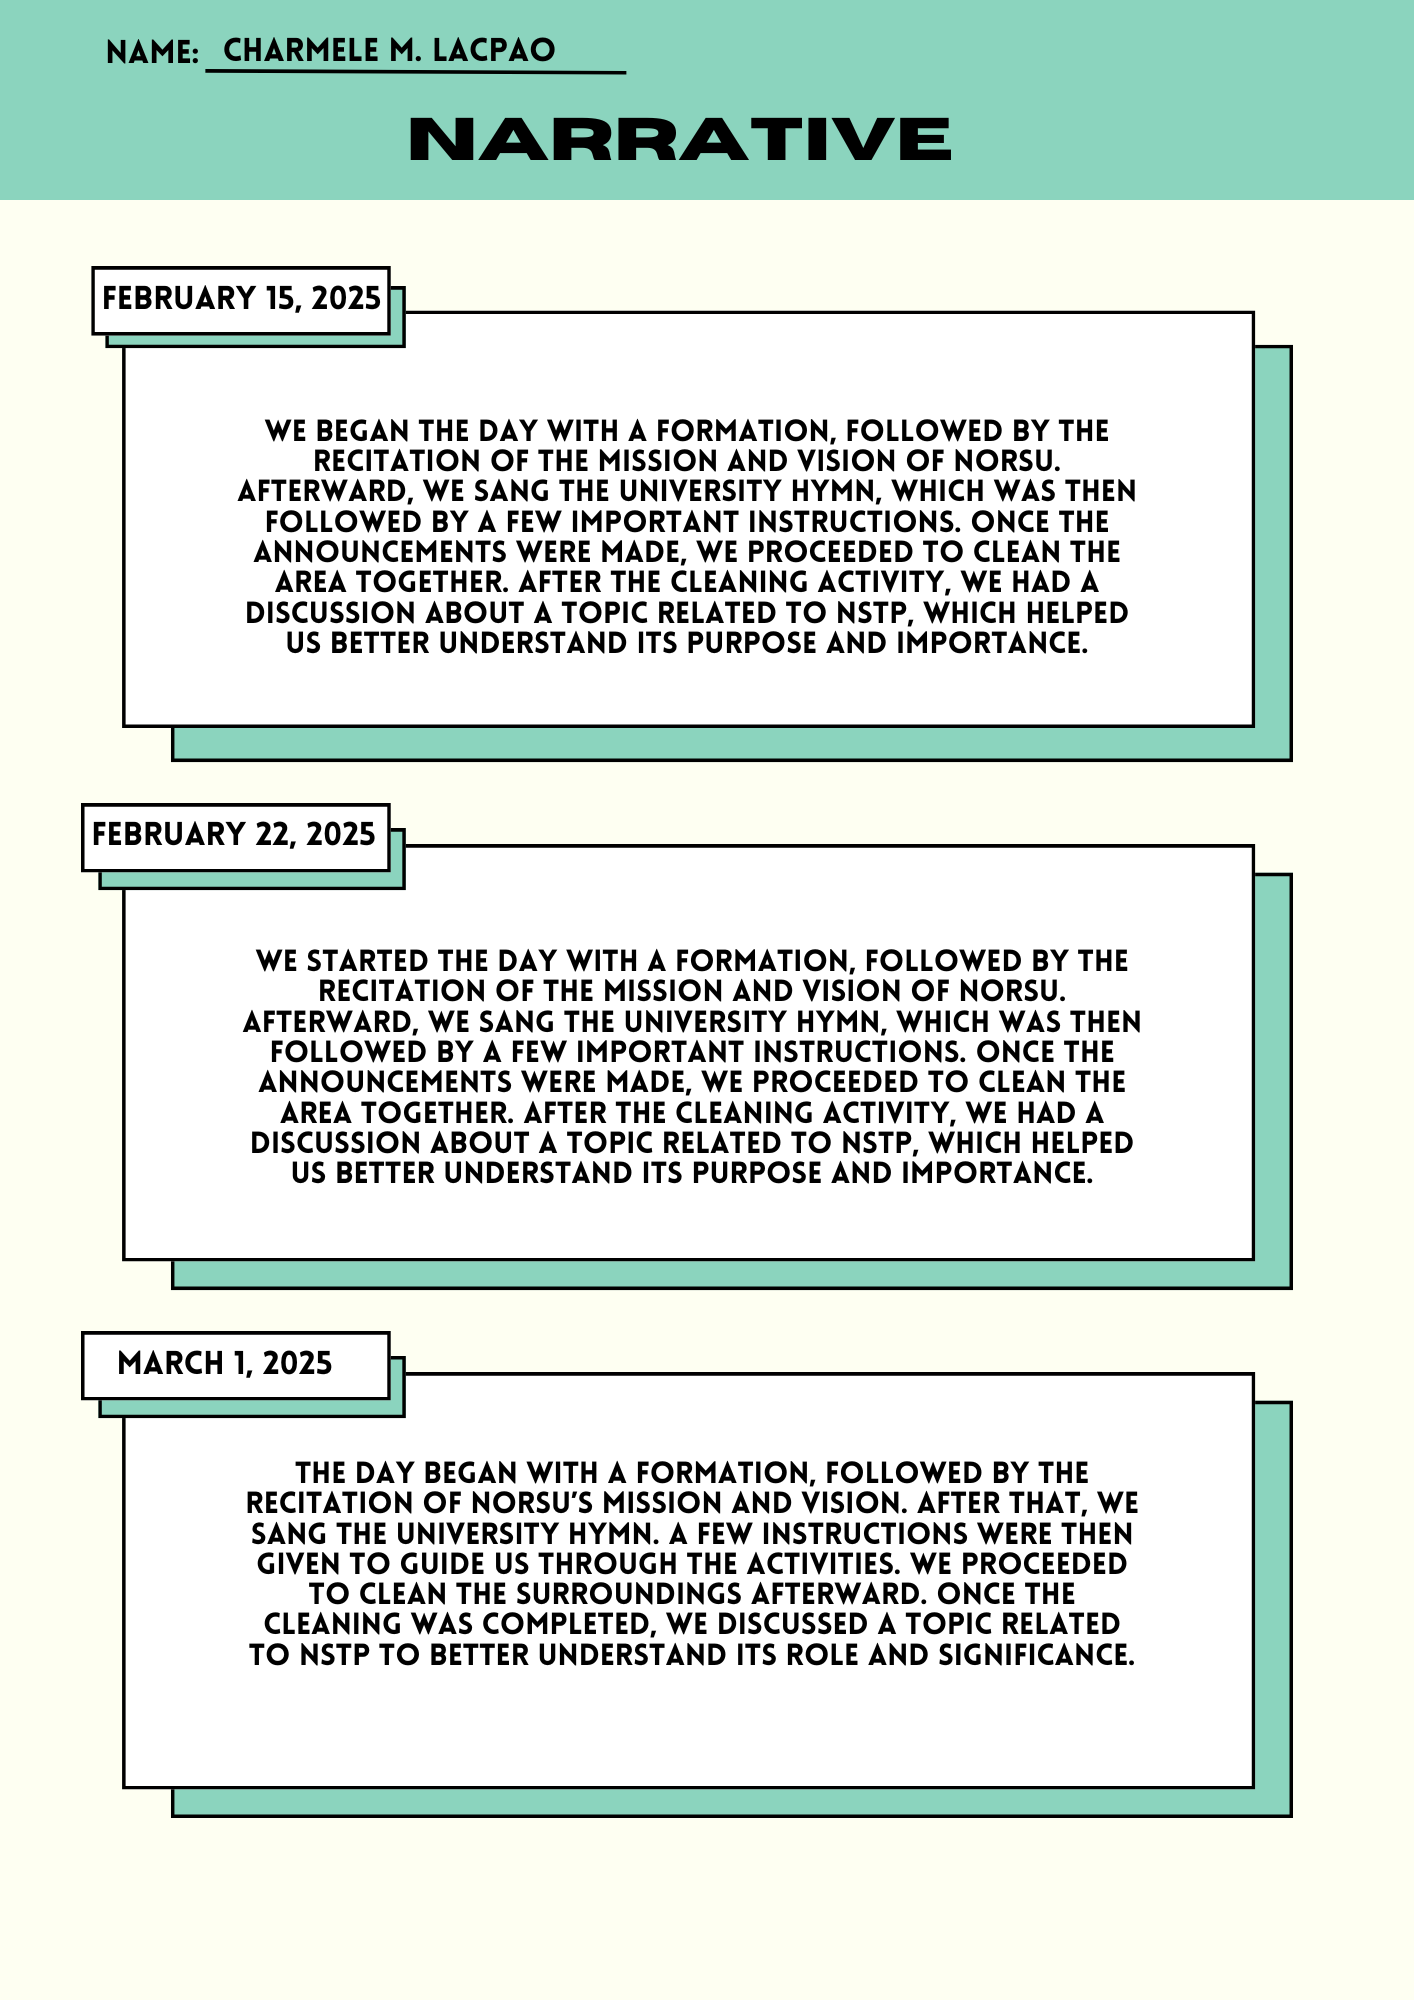 NAME: CHARMELE M. LACPAO
NARRATIVE
FEBRUARY 15, 2025
WE BEGAN THE DAY WITH A FORMATION, FOLLOWED BY THE
RECITATION OF THE MISSION AND VISION OF NORSU.
AFTERWARD, WE SANG THE UNIVERSITY HYMN, WHICH WAS THEN
FOLLOWED BY A FEW IMPORTANT INSTRUCTIONS. ONCE THE
ANNOUNCEMENTS WERE MADE, WE PROCEEDED TO CLEAN THE
AREA TOGETHER. AFTER THE CLEANING ACTIVITY, WE HAD A
DISCUSSION ABOUT A TOPIC RELATED TO NSTP, WHICH HELPED
US BETTER UNDERSTAND ITS PURPOSE AND IMPORTANCE.
FEBRUARY 22, 2025
WE STARTED THE DAY WITH A FORMATION, FOLLOWED BY THE
RECITATION OF THE MISSION AND VISION OF NORSU.
AFTERWARD, WE SANG THE UNIVERSITY HYMN, WHICH WAS THEN
FOLLOWED BY A FEW IMPORTANT INSTRUCTIONS. ONCE THE
ANNOUNCEMENTS WERE MADE, WE PROCEEDED TO CLEAN THE
AREA TOGETHER. AFTER THE CLEANING ACTIVITY, WE HAD A
DISCUSSION ABOUT A TOPIC RELATED TO NSTP, WHICH HELPED
US BETTER UNDERSTAND ITS PURPOSE AND IMPORTANCE.
MARCH 1, 2025
THE DAY BEGAN WITH A FORMATION, FOLLOWED BY THE
RECITATION OF NORSU’S MISSION AND VISION. AFTER THAT, WE
SANG THE UNIVERSITY HYMN. A FEW INSTRUCTIONS WERE THEN
GIVEN TO GUIDE US THROUGH THE ACTIVITIES. WE PROCEEDED
TO CLEAN THE SURROUNDINGS AFTERWARD. ONCE THE
CLEANING WAS COMPLETED, WE DISCUSSED A TOPIC RELATED
TO NSTP TO BETTER UNDERSTAND ITS ROLE AND SIGNIFICANCE.